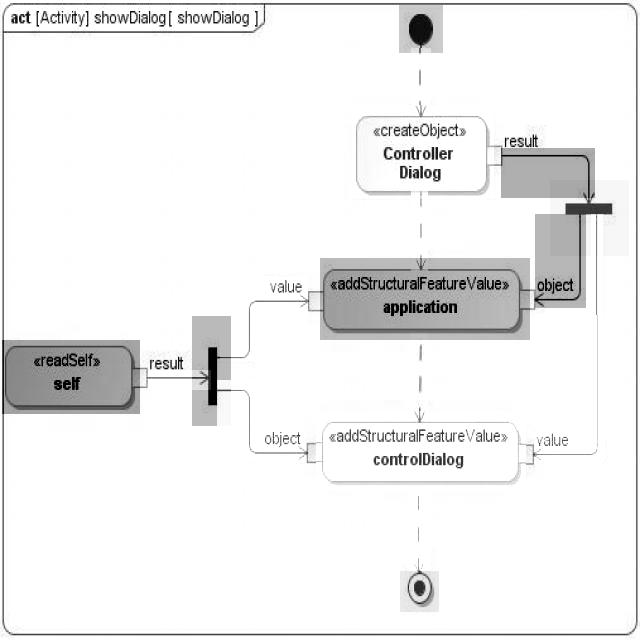 act [Activity] showDialog[ showDialog ]
«createObject»
Controller
Dialog
result
«addStructuralFeatureValue»
application
value
object
«readSelf»
self
result
«addStructuralFeatureValue»
controlDialog
object
value